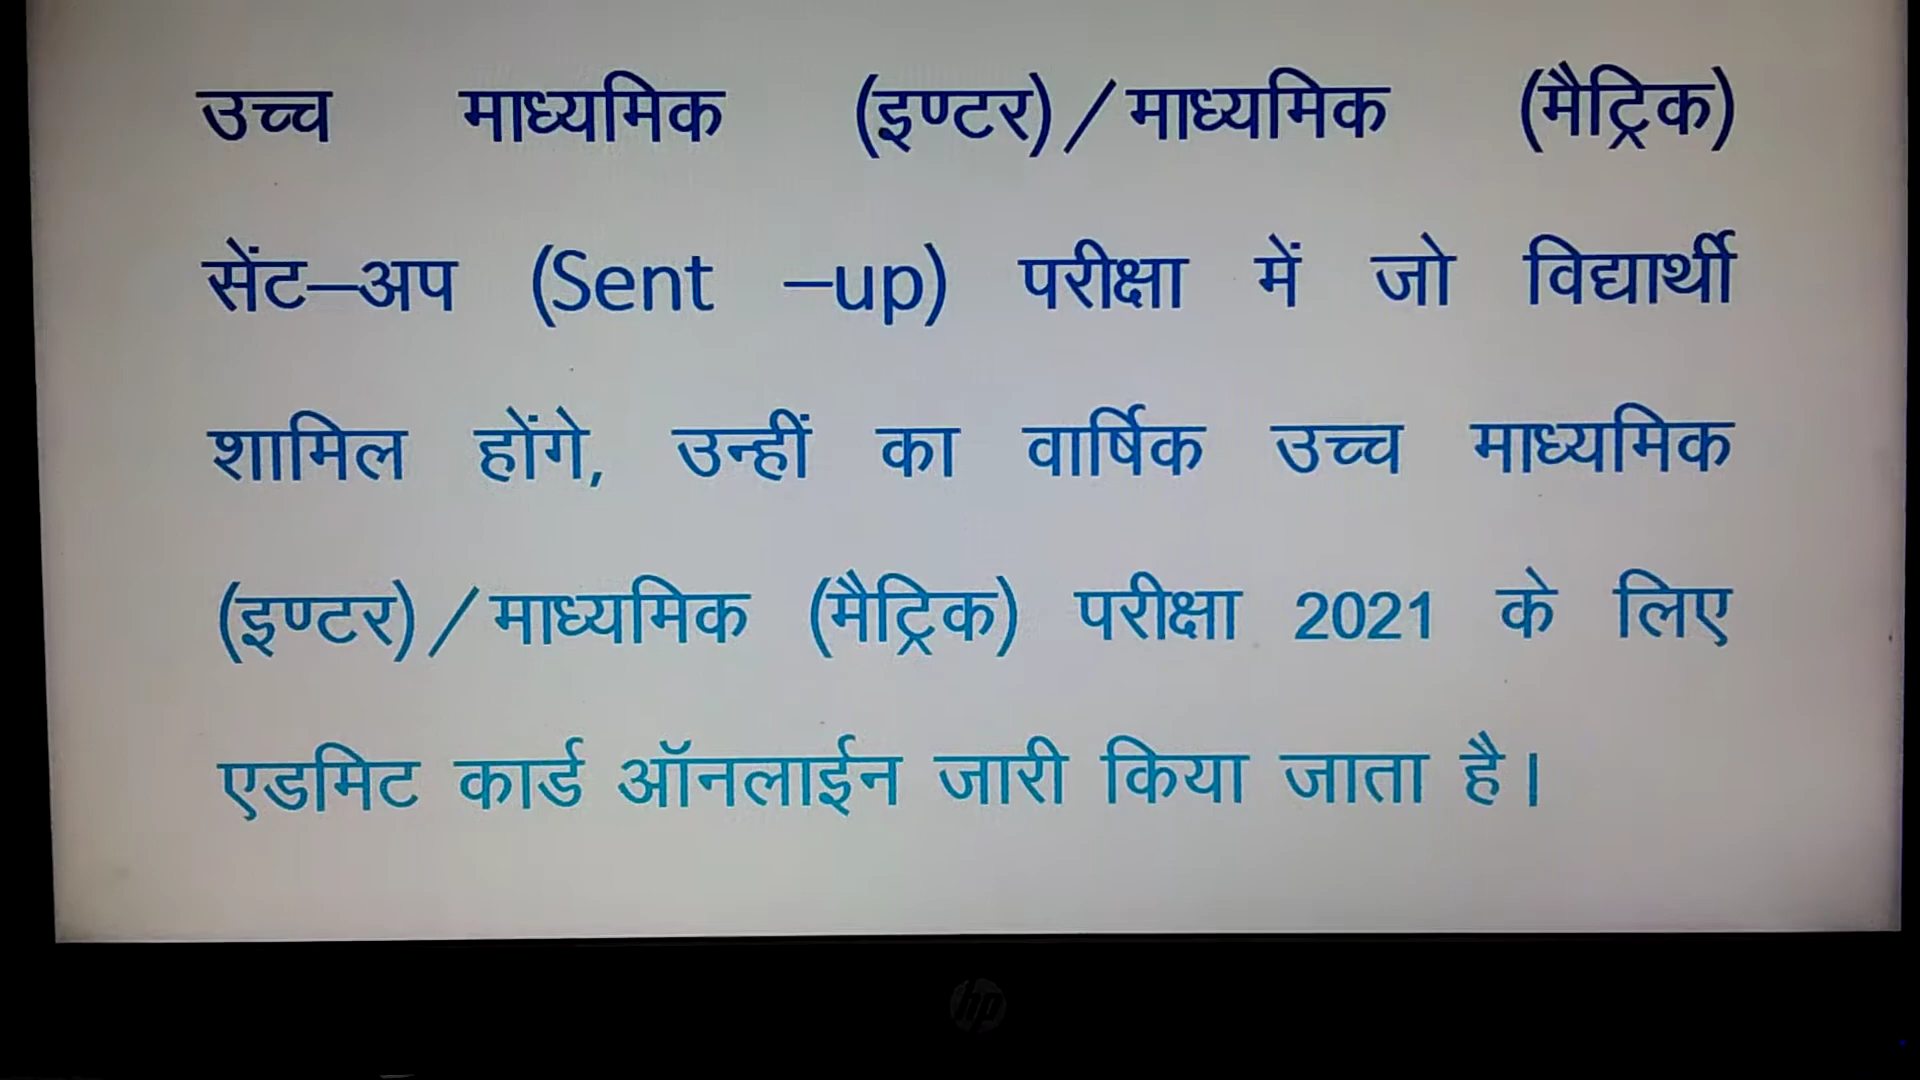 उच्च माध्यमिक (इण्टर)/माध्यमिक (मैट्रिक)
सेंट–अप (Sent –up) परीक्षा में जो विद्यार्थी
शामिल होंगे, उन्हीं का वार्षिक उच्च माध्यमिक
(इण्टर)/माध्यमिक (मैट्रिक) परीक्षा 2021 के लिए
एडमिट कार्ड ऑनलाईन जारी किया जाता है।
hp